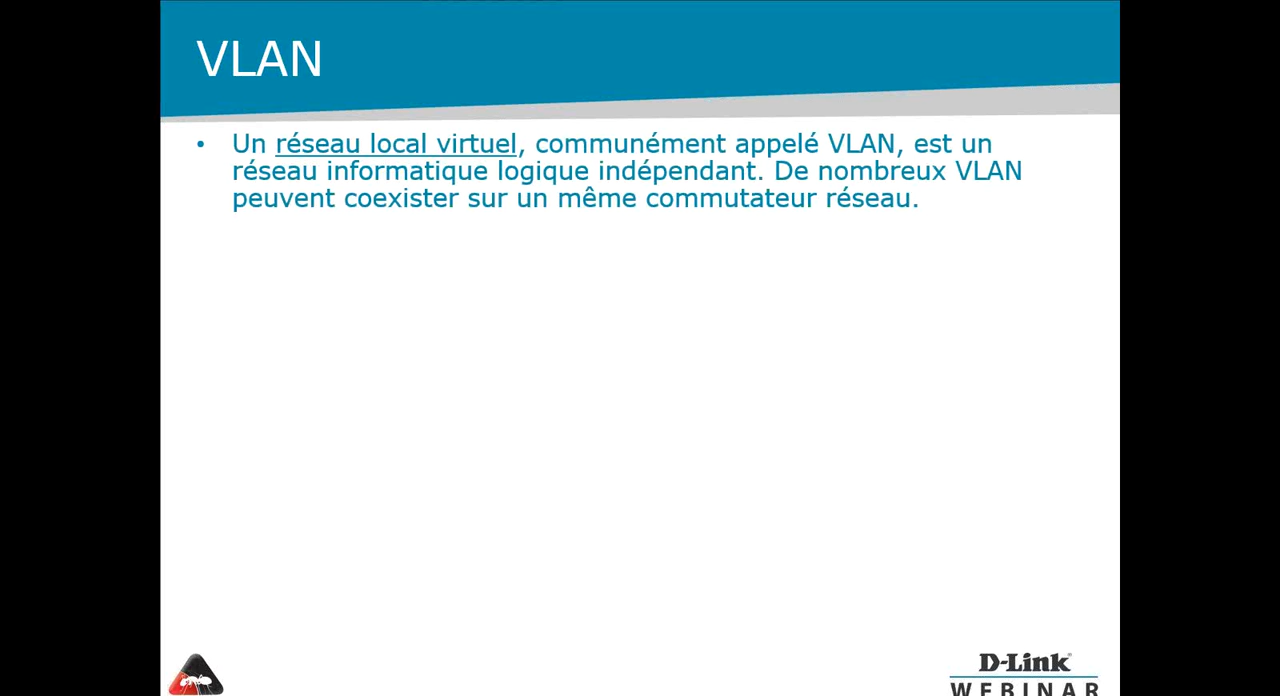 VLAN
• Un réseau local virtuel, communément appelé VLAN, est un
réseau informatique logique indépendant. De nombreux VLAN
peuvent coexister sur un même commutateur réseau.
D-Link®
WEBINAR